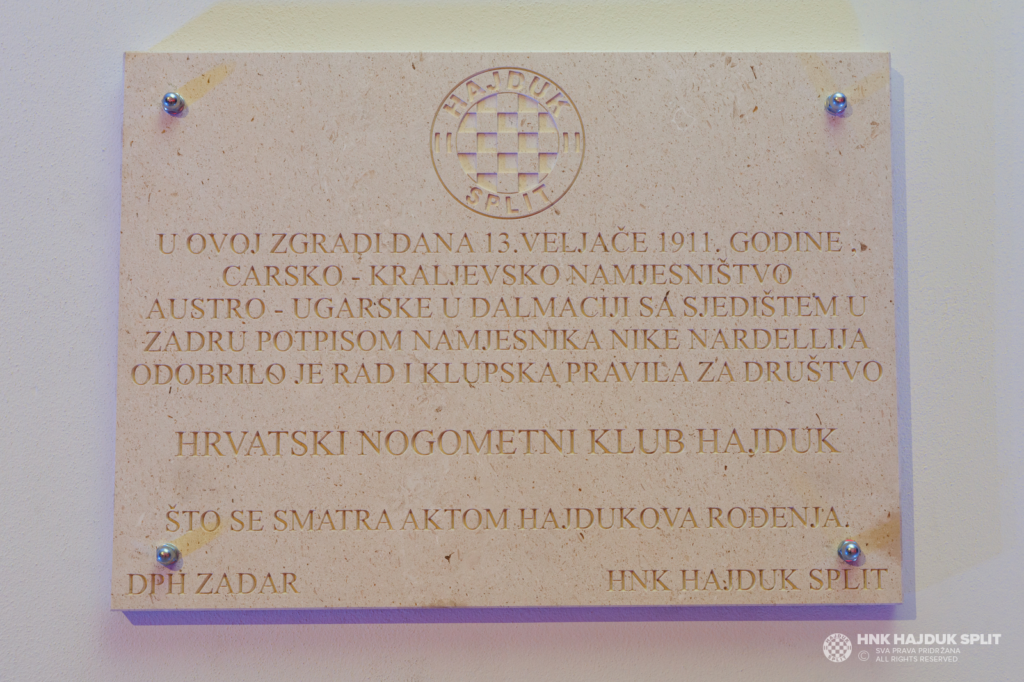 HAJDUK
SPLIT
U OVOJ ZGRADI DANA 13. VELJAČE 1911. GODINE
CARSKO - KRALJEVSKO NAMJESNIŠTVO
AUSTRO - UGARSKE U DALMACIJI SA SJEDIŠTEM U
ZADRU POTPISOM NAMJESNIKA NIKE NARDELLIJA
ODOBRILO JE RAD I KLUPSKA PRAVILA ZA DRUŠTVO
HRVATSKI NOGOMETNI KLUB HAJDUK
ŠTO SE SMATRA AKTOM HAJDUKOVA ROĐENJA.
DPH ZADAR
HNK HAJDUK SPLIT
HNK HAJDUK SPLIT
SVA PRAVA PRIDRŽANA
© ALL RIGHTS RESERVED